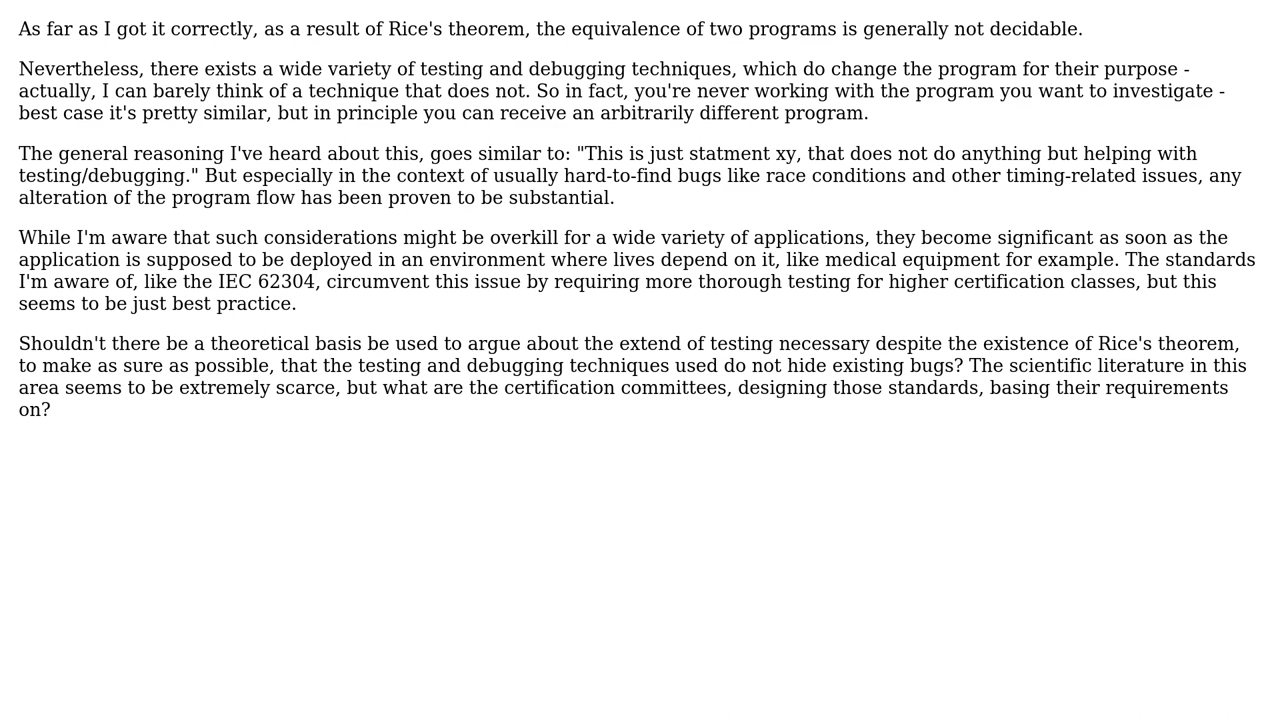 As far as I got it correctly, as a result of Rice's theorem, the equivalence of two programs is generally not decidable.
Nevertheless, there exists a wide variety of testing and debugging techniques, which do change the program for their purpose -
actually, I can barely think of a technique that does not. So in fact, you're never working with the program you want to investigate -
best case it's pretty similar, but in principle you can receive an arbitrarily different program.
The general reasoning I've heard about this, goes similar to: "This is just statment xy, that does not do anything but helping with
testing/debugging." But especially in the context of usually hard-to-find bugs like race conditions and other timing-related issues, any
alteration of the program flow has been proven to be substantial.
While I'm aware that such considerations might be overkill for a wide variety of applications, they become significant as soon as the
application is supposed to be deployed in an environment where lives depend on it, like medical equipment for example. The standards
I'm aware of, like the IEC 62304, circumvent this issue by requiring more thorough testing for higher certification classes, but this
seems to be just best practice.
Shouldn't there be a theoretical basis be used to argue about the extend of testing necessary despite the existence of Rice's theorem,
to make as sure as possible, that the testing and debugging techniques used do not hide existing bugs? The scientific literature in this
area seems to be extremely scarce, but what are the certification committees, designing those standards, basing their requirements
on?